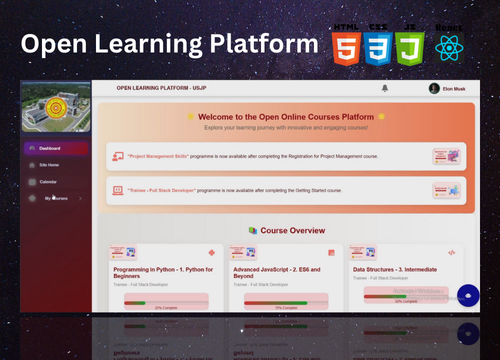 Open Learning Platform
HTML CSS JS React
5 3
OPEN LEARNING PLATFORM - USJP
Elon Musk
Dashboard
Site Home
Calendar
My Courses
Welcome to the Open Online Courses Platform
Explore your learning journey with innovative and engaging courses!
"Project Management Skills" programme is now available after completing the Registration for Project Management course.
"Trainee - Full Stack Developer" programme is now available after completing the Getting Started course.
Course Overview
Programming in Python - 1. Python for Beginners
Trainee - Full Stack Developer
Advanced JavaScript - 2. ES6 and Beyond
Trainee - Full Stack Developer
Data Structures - 3. Intermediate
Trainee - Full Stack Developer
Activate Windows